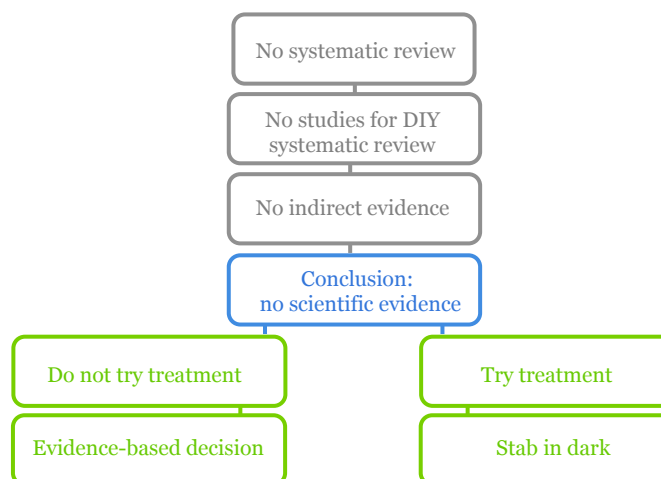 No systematic review
No studies for DIY
systematic review
No indirect evidence
Conclusion:
no scientific evidence
Do not try treatment
Try treatment
Evidence-based decision
Stab in dark